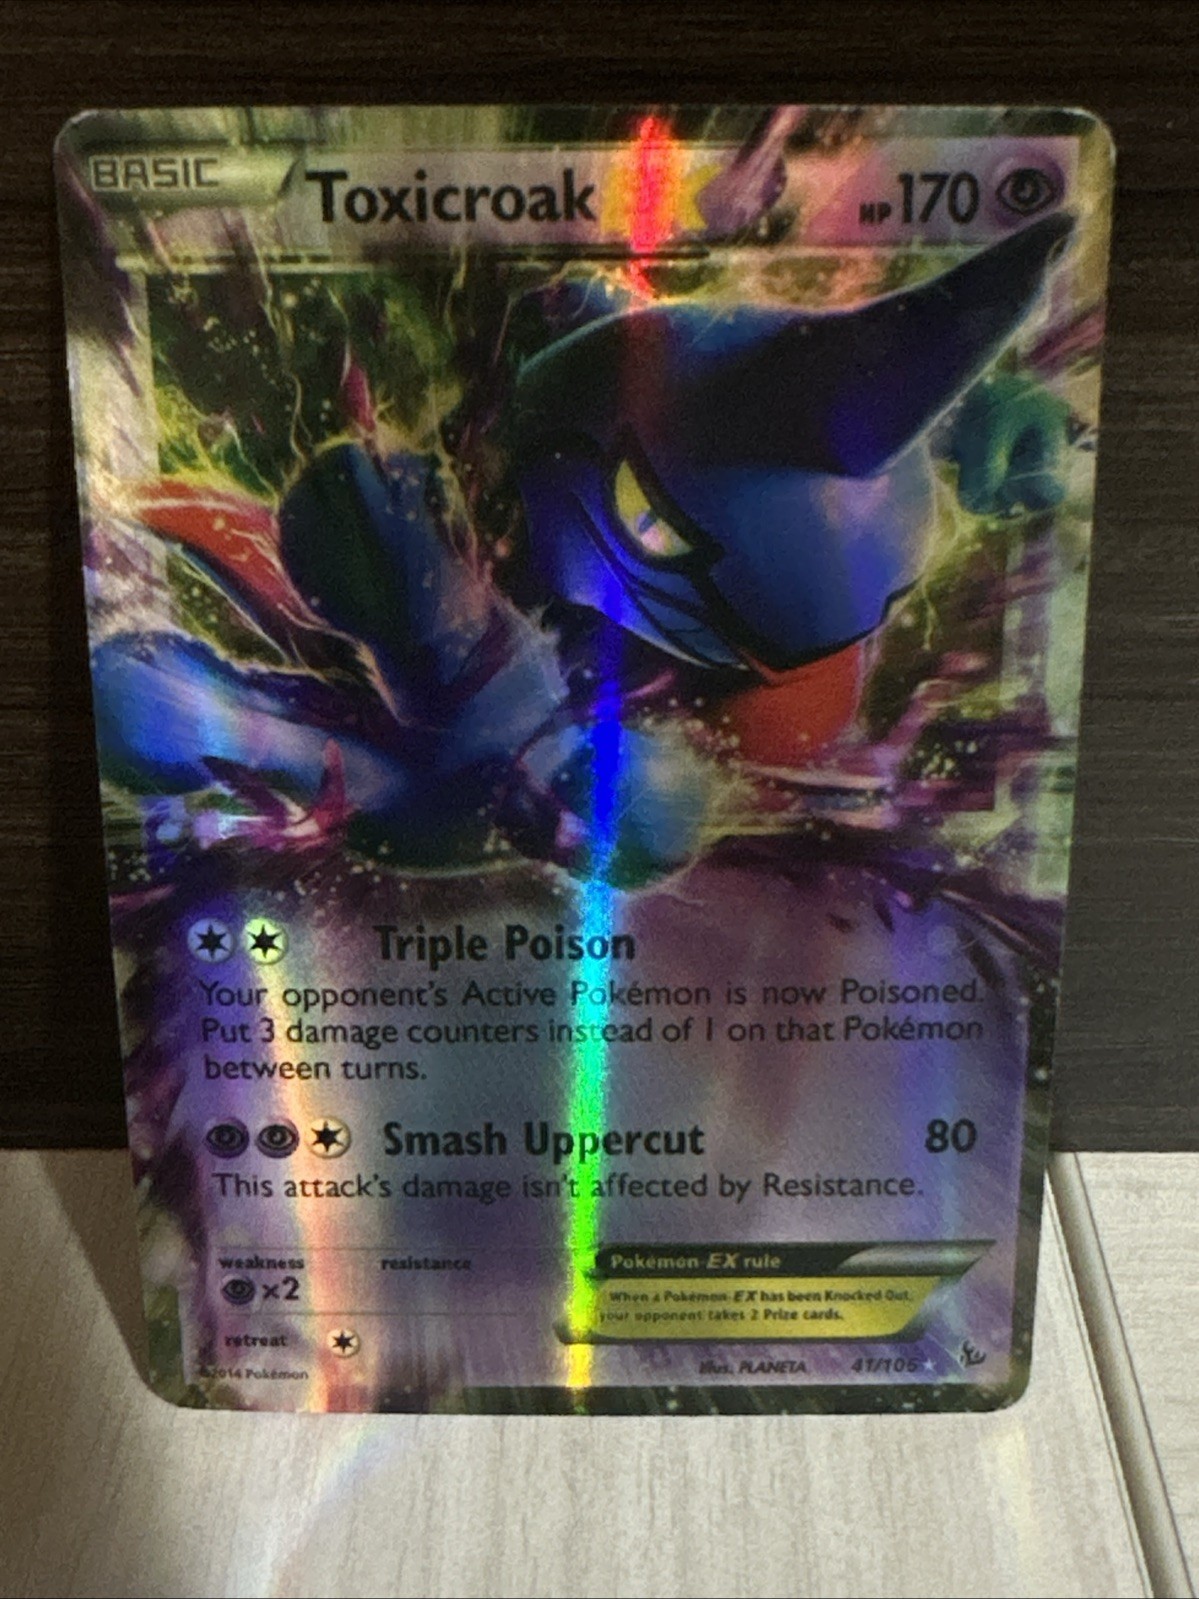 BASIC Toxicroak EX HP 170
Triple Poison
Your opponent's Active Pokémon is now Poisoned.
Put 3 damage counters instead of 1 on that Pokémon
between turns.
Smash Uppercut 80
This attack's damage isn't affected by Resistance.
weakness resistance
×2
Pokémon-EX rule
When a Pokémon-EX has been Knocked Out,
your opponent takes 2 Prize cards.
retreat
©2014 Pokémon
Illus. PLANETA 41/106